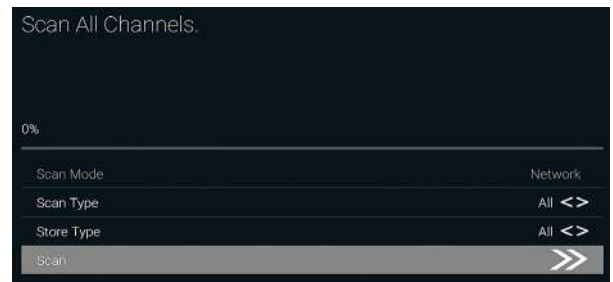 Scan All Channels.
0%
Scan Mode Network
Scan Type All <>
Store Type All <>
Scan